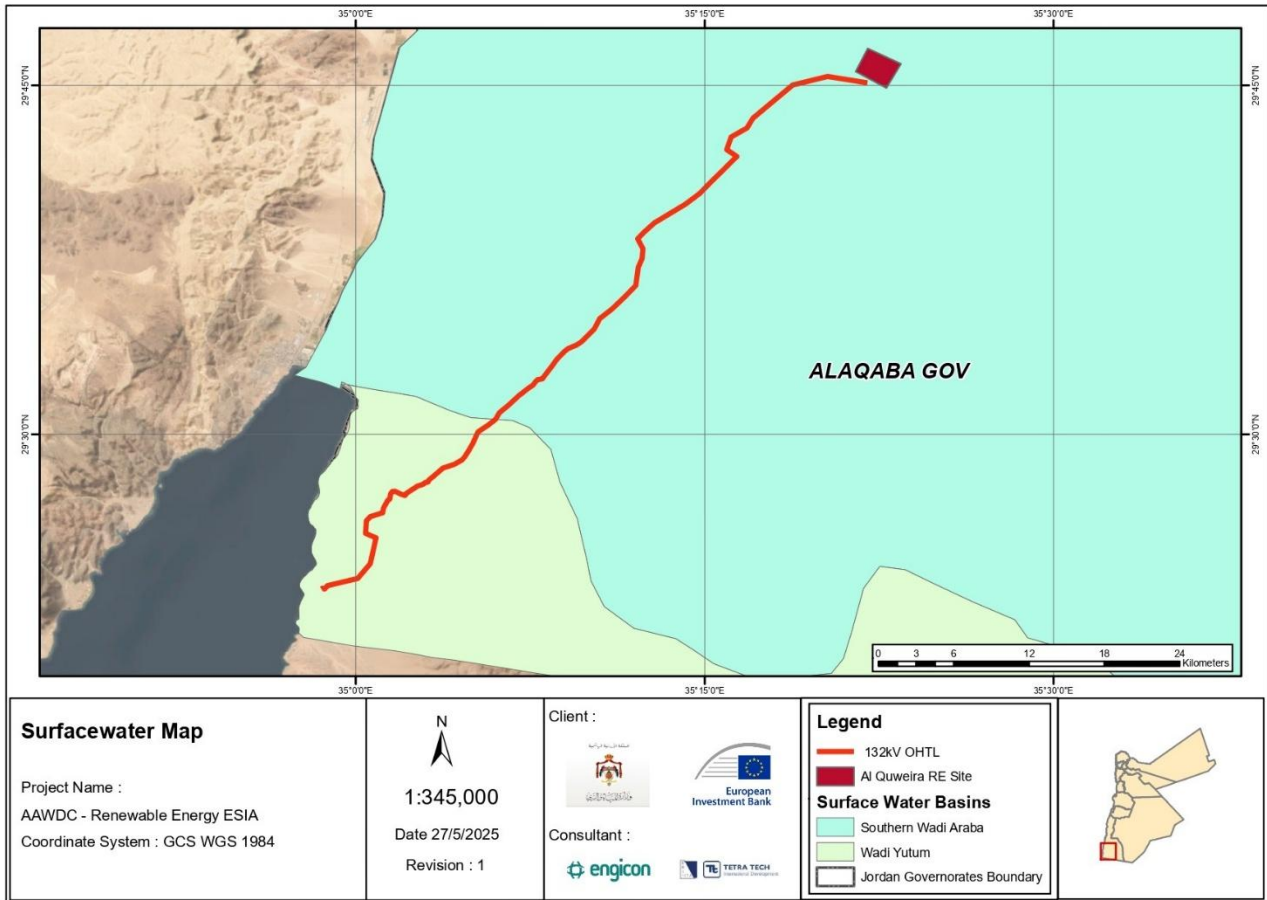 35°0'0"E
35°15'0"E
35°30'0"E
29°45'0"N
29°45'0"N
ALAQABA GOV
29°30'0"N
29°30'0"N
0 3 6 12 18 24
Kilometers
35°0'0"E
35°15'0"E
35°30'0"E
Surfacewater Map
Project Name :
AAWDC - Renewable Energy ESIA
Coordinate System : GCS WGS 1984
N
1:345,000
Date 27/5/2025
Revision : 1
Client :
European
Investment Bank
Consultant :
engicon
TETRA TECH
International Development
Legend
132kV OHTL
Al Quweira RE Site
Surface Water Basins
Southern Wadi Araba
Wadi Yutum
Jordan Governorates Boundary